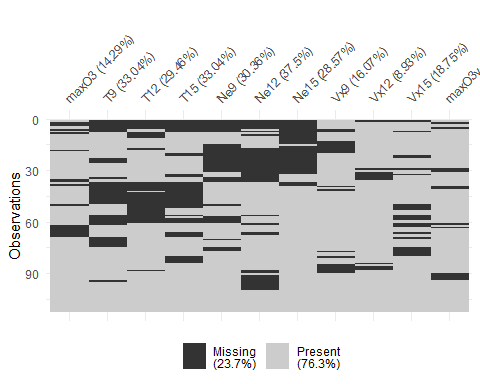 maxO3 (14.29%)
T9 (33.04%)
T12 (29.46%)
T15 (33.04%)
Ne9 (30.36%)
Ne12 (37.5%)
Ne15 (28.57%)
Vx9 (16.07%)
Vx12 (8.93%)
Vx15 (18.75%)
maxO3v
0
30
60
90
Observations
Missing
(23.7%)
Present
(76.3%)